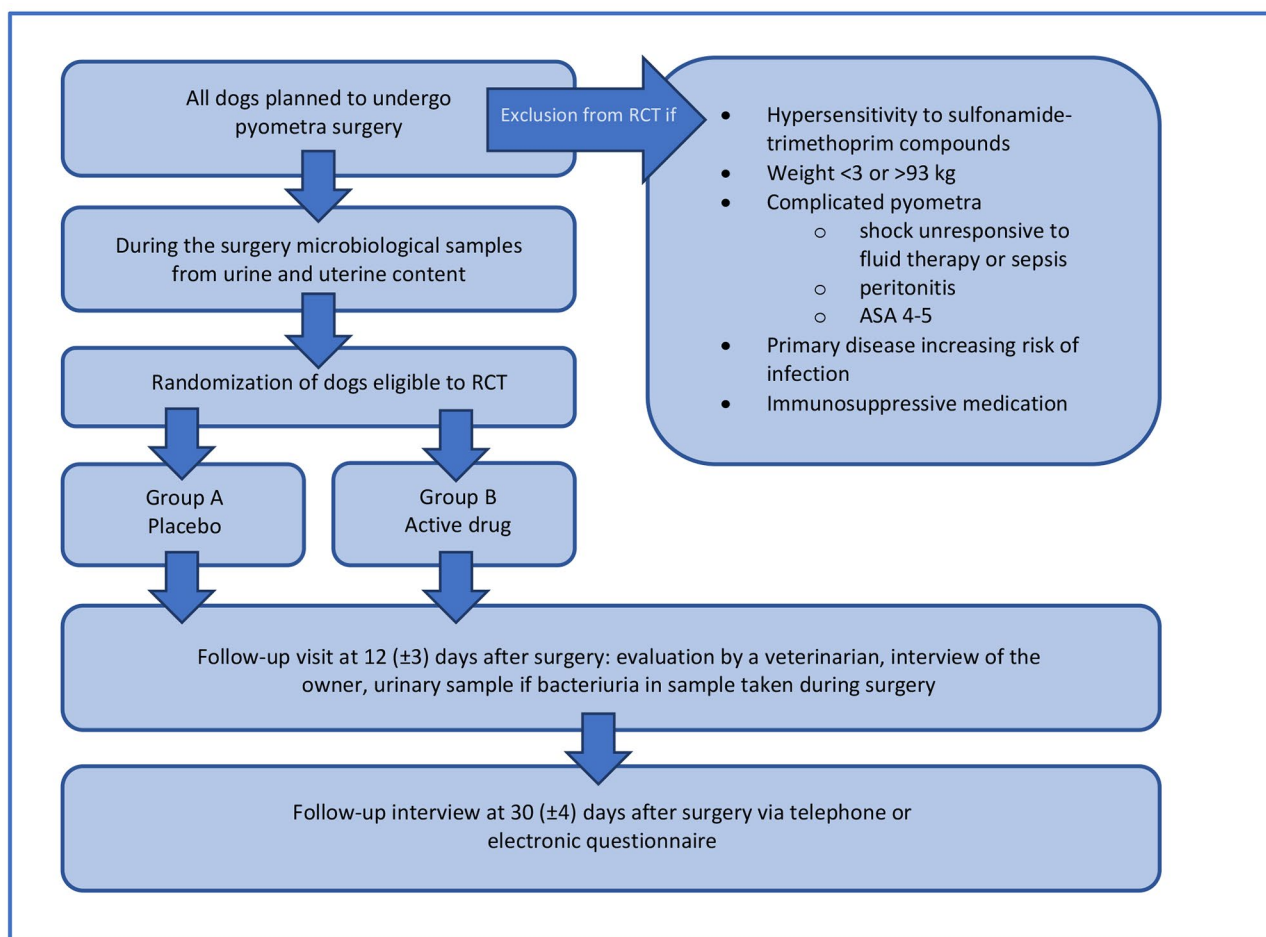 All dogs planned to undergo
pyometra surgery
Exclusion from RCT if
• Hypersensitivity to sulfonamide-
trimethoprim compounds
• Weight <3 or >93 kg
• Complicated pyometra
o shock unresponsive to
fluid therapy or sepsis
o peritonitis
o ASA 4-5
• Primary disease increasing risk of
infection
• Immunosuppressive medication
During the surgery microbiological samples
from urine and uterine content
Randomization of dogs eligible to RCT
Group A
Placebo
Group B
Active drug
Follow-up visit at 12 (±3) days after surgery: evaluation by a veterinarian, interview of the
owner, urinary sample if bacteriuria in sample taken during surgery
Follow-up interview at 30 (±4) days after surgery via telephone or
electronic questionnaire